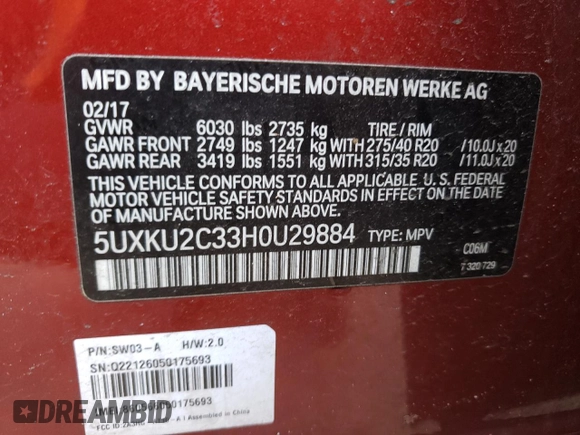 MFD BY BAYERISCHE MOTOREN WERKE AG
02/17
GVWR 6030 lbs 2735 kg TIRE / RIM
GAWR FRONT 2749 lbs 1247 kg WITH 275/40 R20 /10.0J x 20
GAWR REAR 3419 lbs 1551 kg WITH 315/35 R20 /11.0J x 20
THIS VEHICLE CONFORMS TO ALL APPLICABLE U. S. FEDERAL
MOTOR VEHICLE SAFETY STANDARDS IN EFFECT ON THE
DATE OF MANUFACTURE SHOWN ABOVE.
5UXKU2C33H0U29884 TYPE: MPV
C06M
7 320 729
P/N:SW03-A H/W:2.0
SN:Q22126050175693
Assembled in China
FCC ID:
DREAMBID